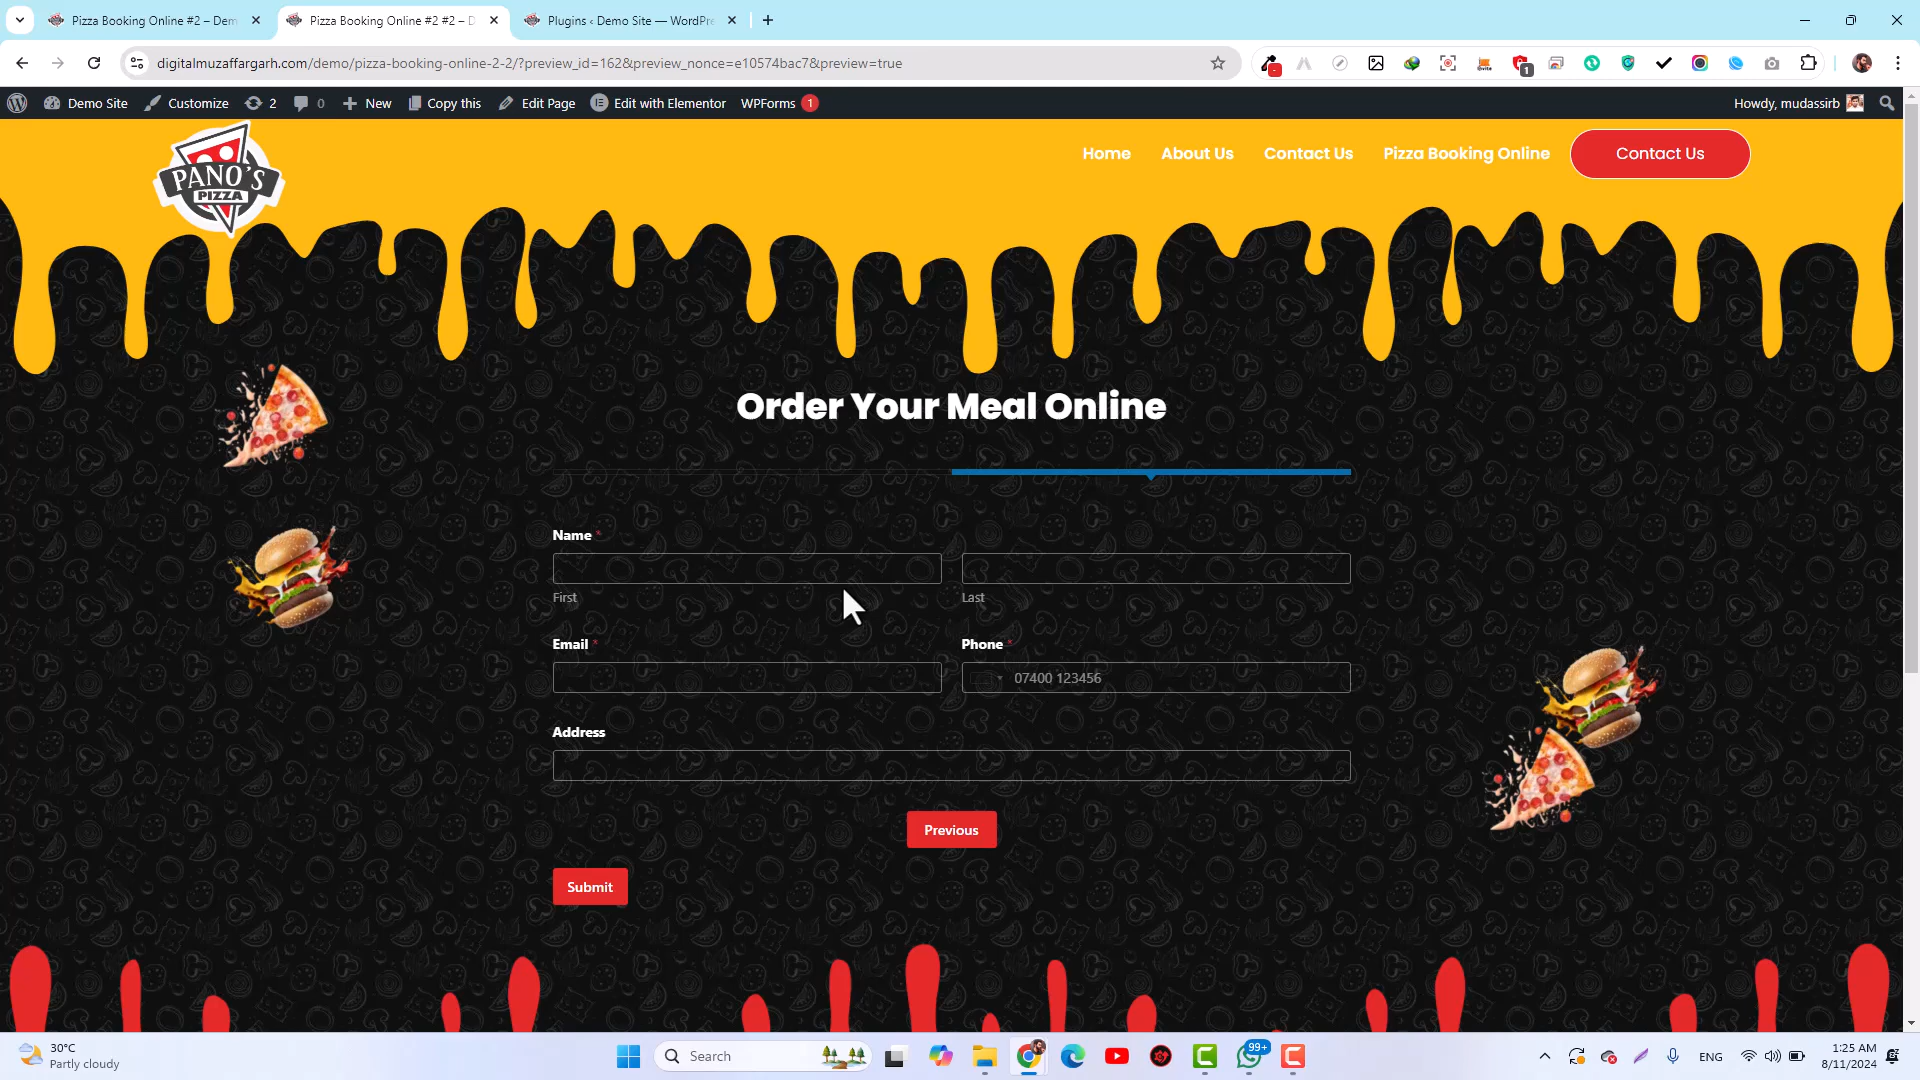 Pizza Booking Online #2 – Dem
Pizza Booking Online #2 #2 – D
Plugins ‹ Demo Site — WordPre
digitalmuzaffargarh.com/demo/pizza-booking-online-2-2/?preview_id=162&preview_nonce=e10574bac7&preview=true
1
Demo Site
Customize
2
0
New
Copy this
Edit Page
Edit with Elementor
WPForms 1
Howdy, mudassirb
PANO'S
PIZZA
Home
About Us
Contact Us
Pizza Booking Online
Contact Us
Order Your Meal Online
Name *
First
Last
Email *
Phone *
07400 123456
Address
Previous
Submit
30°C
Partly cloudy
Search
99+
ENG
1:25 AM
8/11/2024